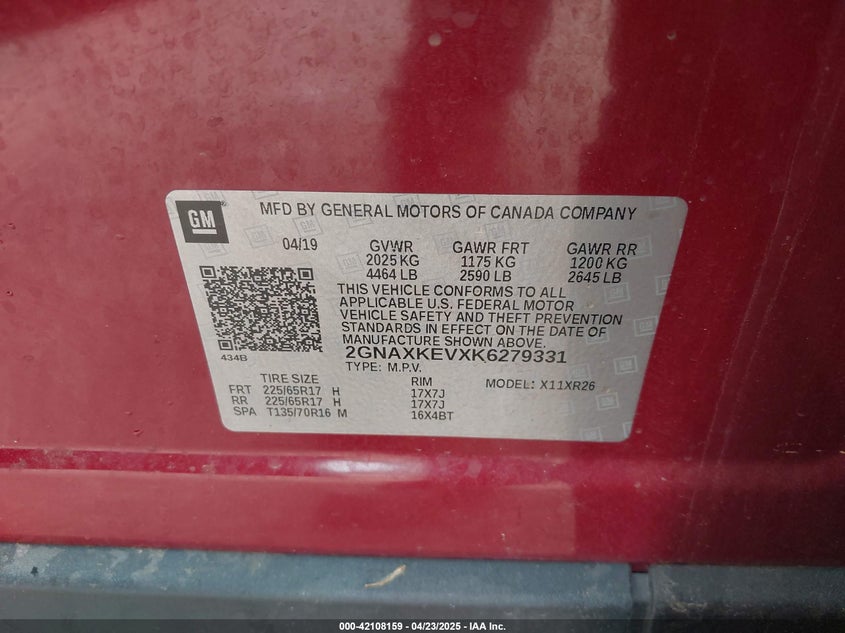 GM
MFD BY GENERAL MOTORS OF CANADA COMPANY
04/19 GVWR GAWR FRT GAWR RR
2025 KG 1175 KG 1200 KG
4464 LB 2590 LB 2645 LB
THIS VEHICLE CONFORMS TO ALL
APPLICABLE U.S. FEDERAL MOTOR
VEHICLE SAFETY AND THEFT PREVENTION
STANDARDS IN EFFECT ON THE DATE OF
MANUFACTURE SHOWN ABOVE.
434B 2GNAXKEVXK6279331
TYPE: M.P.V.
TIRE SIZE RIM MODEL: X11XR26
FRT 225/65R17 H 17X7J
RR 225/65R17 H 17X7J
SPA T135/70R16 M 16X4BT
000-42108159 - 04/23/2025 - IAA Inc.